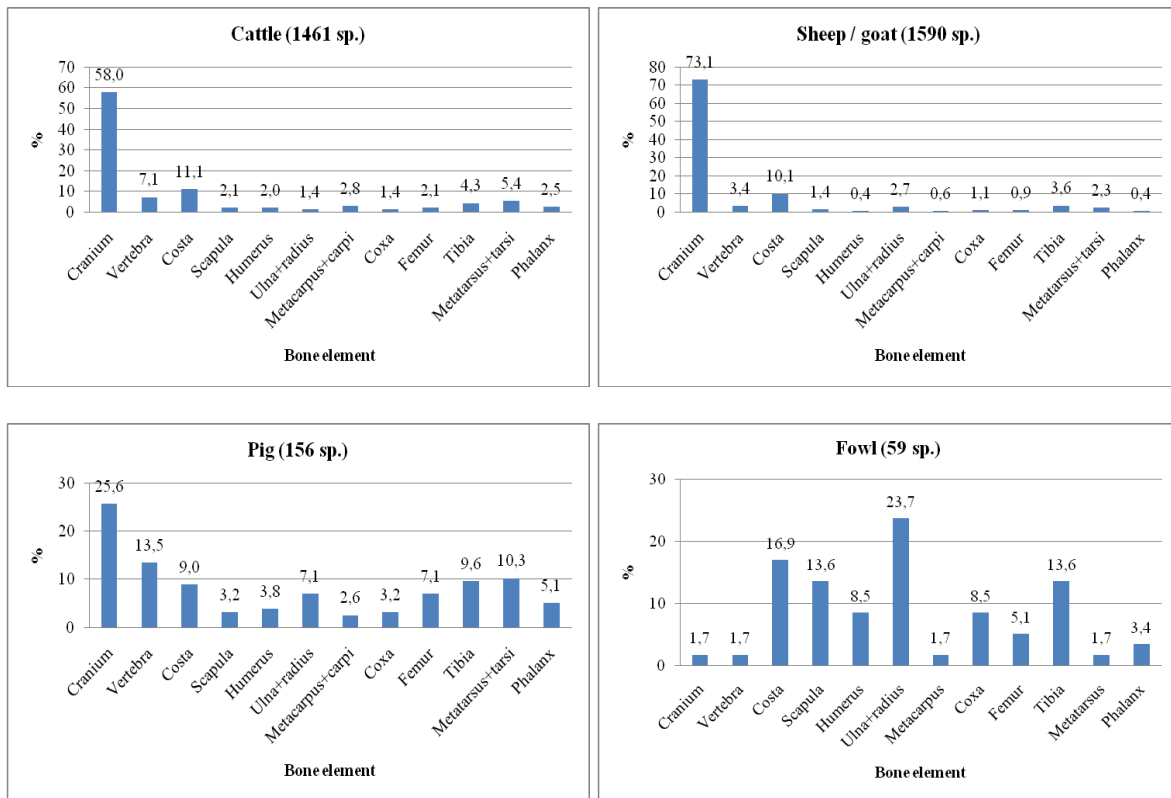 Cattle (1461 sp.)
%
70
60
50
40
30
20
10
0
58,0
7,1
11,1
2,1
2,0
1,4
2,8
1,4
2,1
4,3
5,4
2,5
Cranium
Vertebra
Costa
Scapula
Humerus
Ulna+radius
Metacarpus+carpi
Coxa
Femur
Tibia
Metatarsus+tarsi
Phalanx
Bone element
Sheep / goat (1590 sp.)
%
80
70
60
50
40
30
20
10
0
73,1
3,4
10,1
1,4
0,4
2,7
0,6
1,1
0,9
3,6
2,3
0,4
Cranium
Vertebra
Costa
Scapula
Humerus
Ulna+radius
Metacarpus+carpi
Coxa
Femur
Tibia
Metatarsus+tarsi
Phalanx
Bone element
Pig (156 sp.)
%
30
20
10
0
25,6
13,5
9,0
3,2
3,8
7,1
2,6
3,2
7,1
9,6
10,3
5,1
Cranium
Vertebra
Costa
Scapula
Humerus
Ulna+radius
Metacarpus+carpi
Coxa
Femur
Tibia
Metatarsus+tarsi
Phalanx
Bone element
Fowl (59 sp.)
%
30
20
10
0
1,7
1,7
16,9
13,6
8,5
23,7
1,7
8,5
5,1
13,6
1,7
3,4
Cranium
Vertebra
Costa
Scapula
Humerus
Ulna+radius
Metacarpus
Coxa
Femur
Tibia
Metatarsus
Phalanx
Bone element